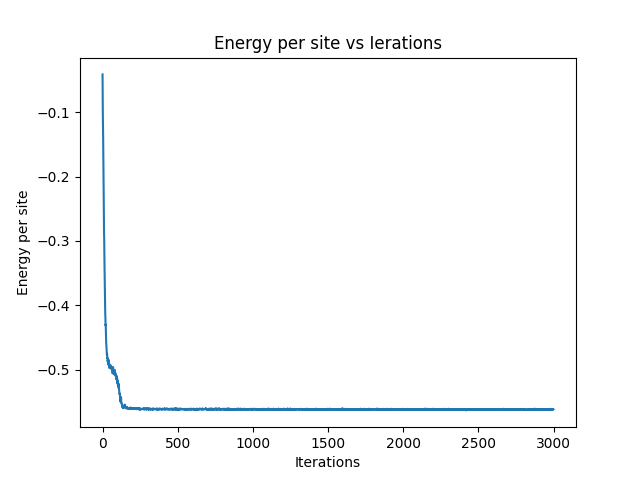 Energy per site vs Ierations
−0.1
−0.2
−0.3
−0.4
−0.5
Energy per site
0 500 1000 1500 2000 2500 3000
Iterations